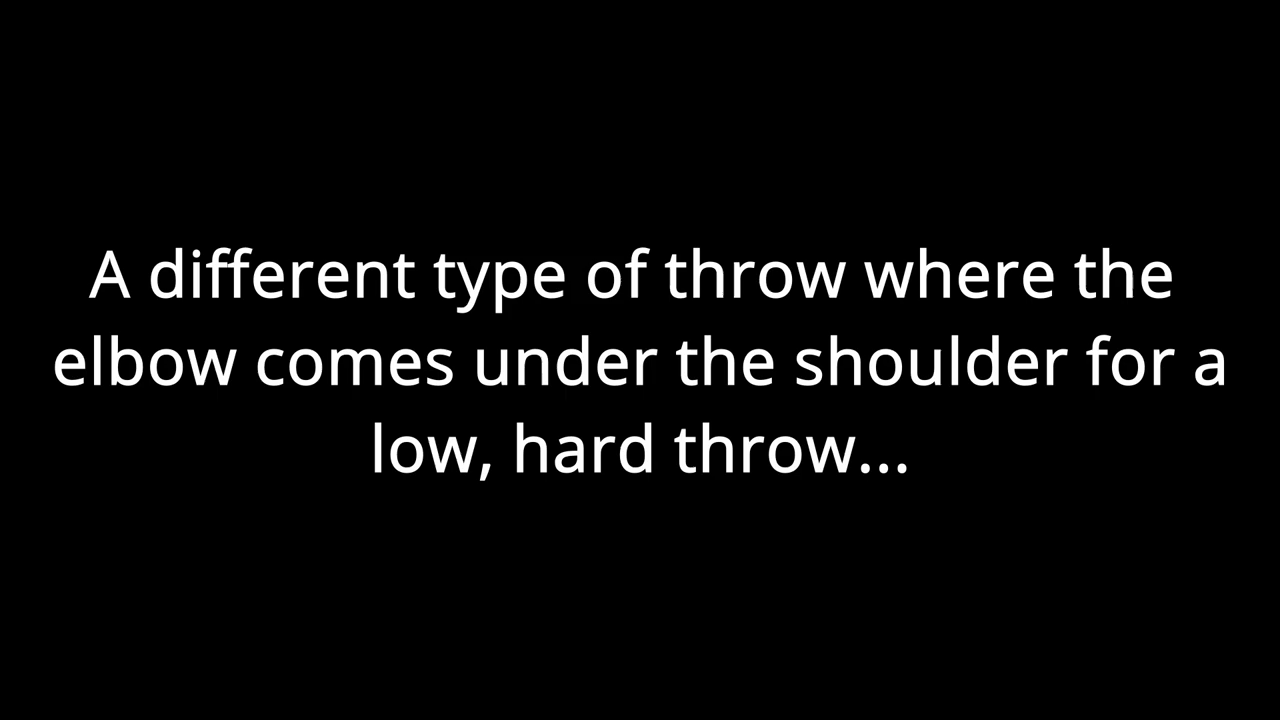 A different type of throw where the
elbow comes under the shoulder for a
low, hard throw...